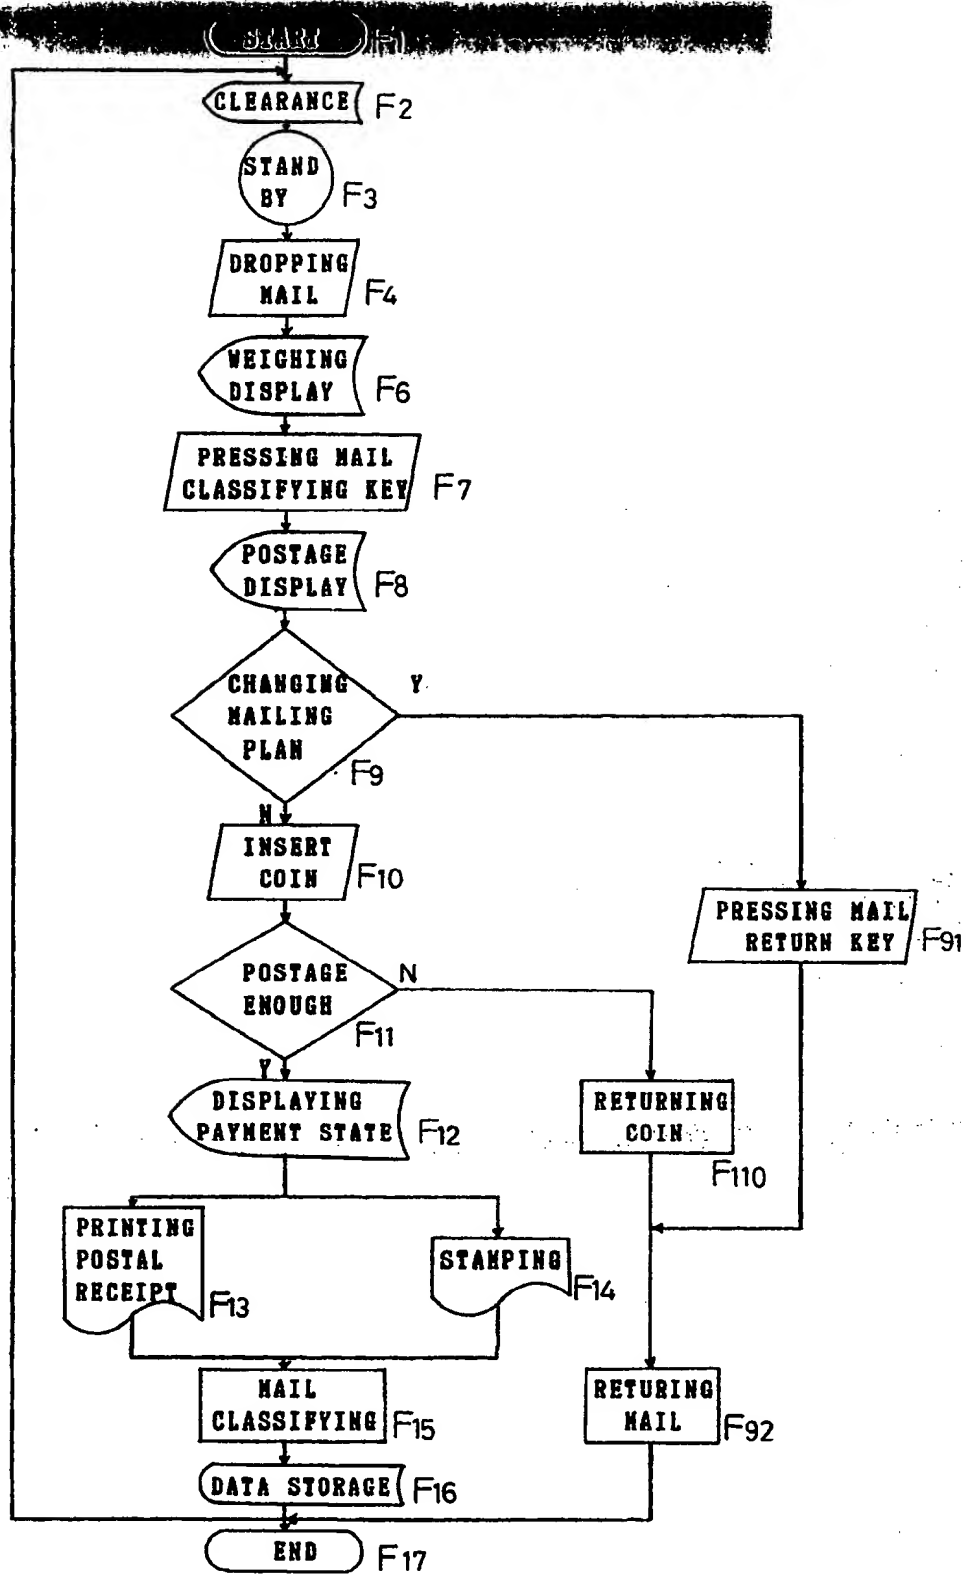 START F1
CLEARANCE F2
STAND
BY F3
DROPPING
MAIL F4
WEIGHING
DISPLAY F6
PRESSING MAIL
CLASSIFYING KEY F7
POSTAGE
DISPLAY F8
CHANGING Y
MAILING
PLAN
F9
N
INSERT
COIN F10
PRESSING MAIL
RETURN KEY F91
POSTAGE N
ENOUGH
F11
Y
DISPLAYING
PAYMENT STATE F12
RETURNING
COIN
F110
PRINTING
POSTAL
RECEIPT F13
STAMPING
F14
MAIL
CLASSIFYING F15
RETURING
MAIL F92
DATA STORAGE F16
END F17